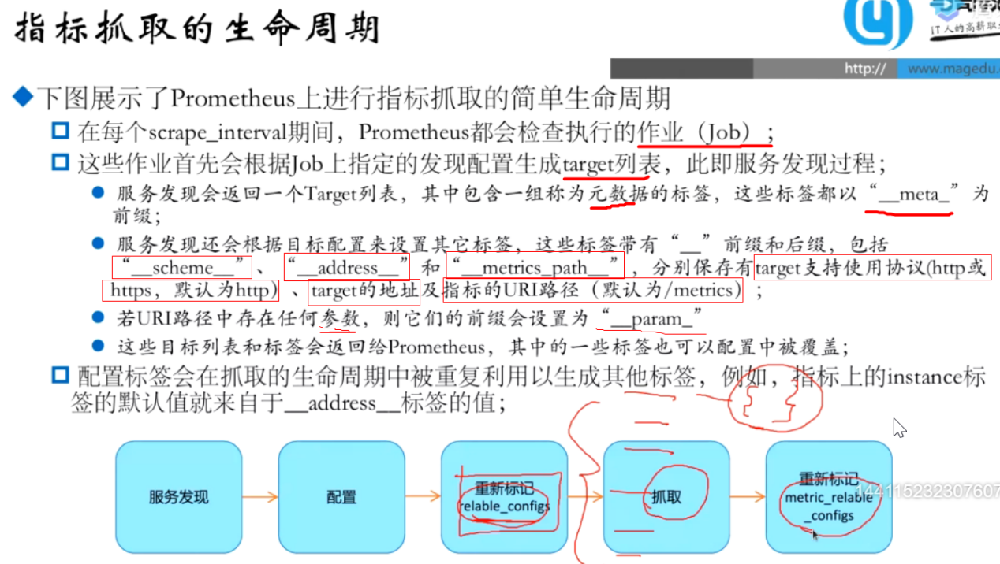 指标抓取的生命周期
IT人的高薪职
http://
www.magedu.
下图展示了Prometheus上进行指标抓取的简单生命周期
在每个scrape_interval期间，Prometheus都会检查执行的作业（Job）；
这些作业首先会根据Job上指定的发现配置生成target列表，此即服务发现过程；
服务发现会返回一个Target列表，其中包含一组称为元数据的标签，这些标签都以“__meta_”为
前缀；
服务发现还会根据目标配置来设置其它标签，这些标签带有“__”前缀和后缀，包括
“__scheme__”、“__address__”和“__metrics_path__”，分别保存有target支持使用协议(http或
https，默认为http)、target的地址及指标的URI路径（默认为/metrics）；
若URI路径中存在任何参数，则它们的前缀会设置为“__param_”
这些目标列表和标签会返回给Prometheus，其中的一些标签也可以配置中被覆盖；
配置标签会在抓取的生命周期中被重复利用以生成其他标签，例如，指标上的instance标
签的默认值就来自于__address__标签的值；
服务发现
配置
重新标记
relable_configs
抓取
重新标记
metric_relable
_configs
144115232307607